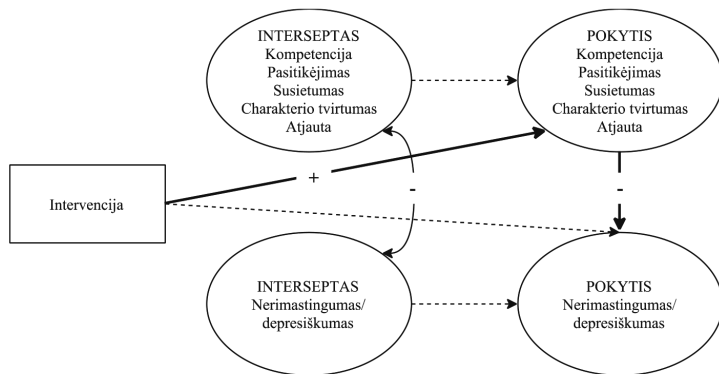 INTERSEPTAS
Kompetencija
Pasitikėjimas
Susietumas
Charakterio tvirtumas
Atjauta
POKYTIS
Kompetencija
Pasitikėjimas
Susietumas
Charakterio tvirtumas
Atjauta
+
-
-
Intervencija
INTERSEPTAS
Nerimastingumas/
depresiškumas
POKYTIS
Nerimastingumas/
depresiškumas